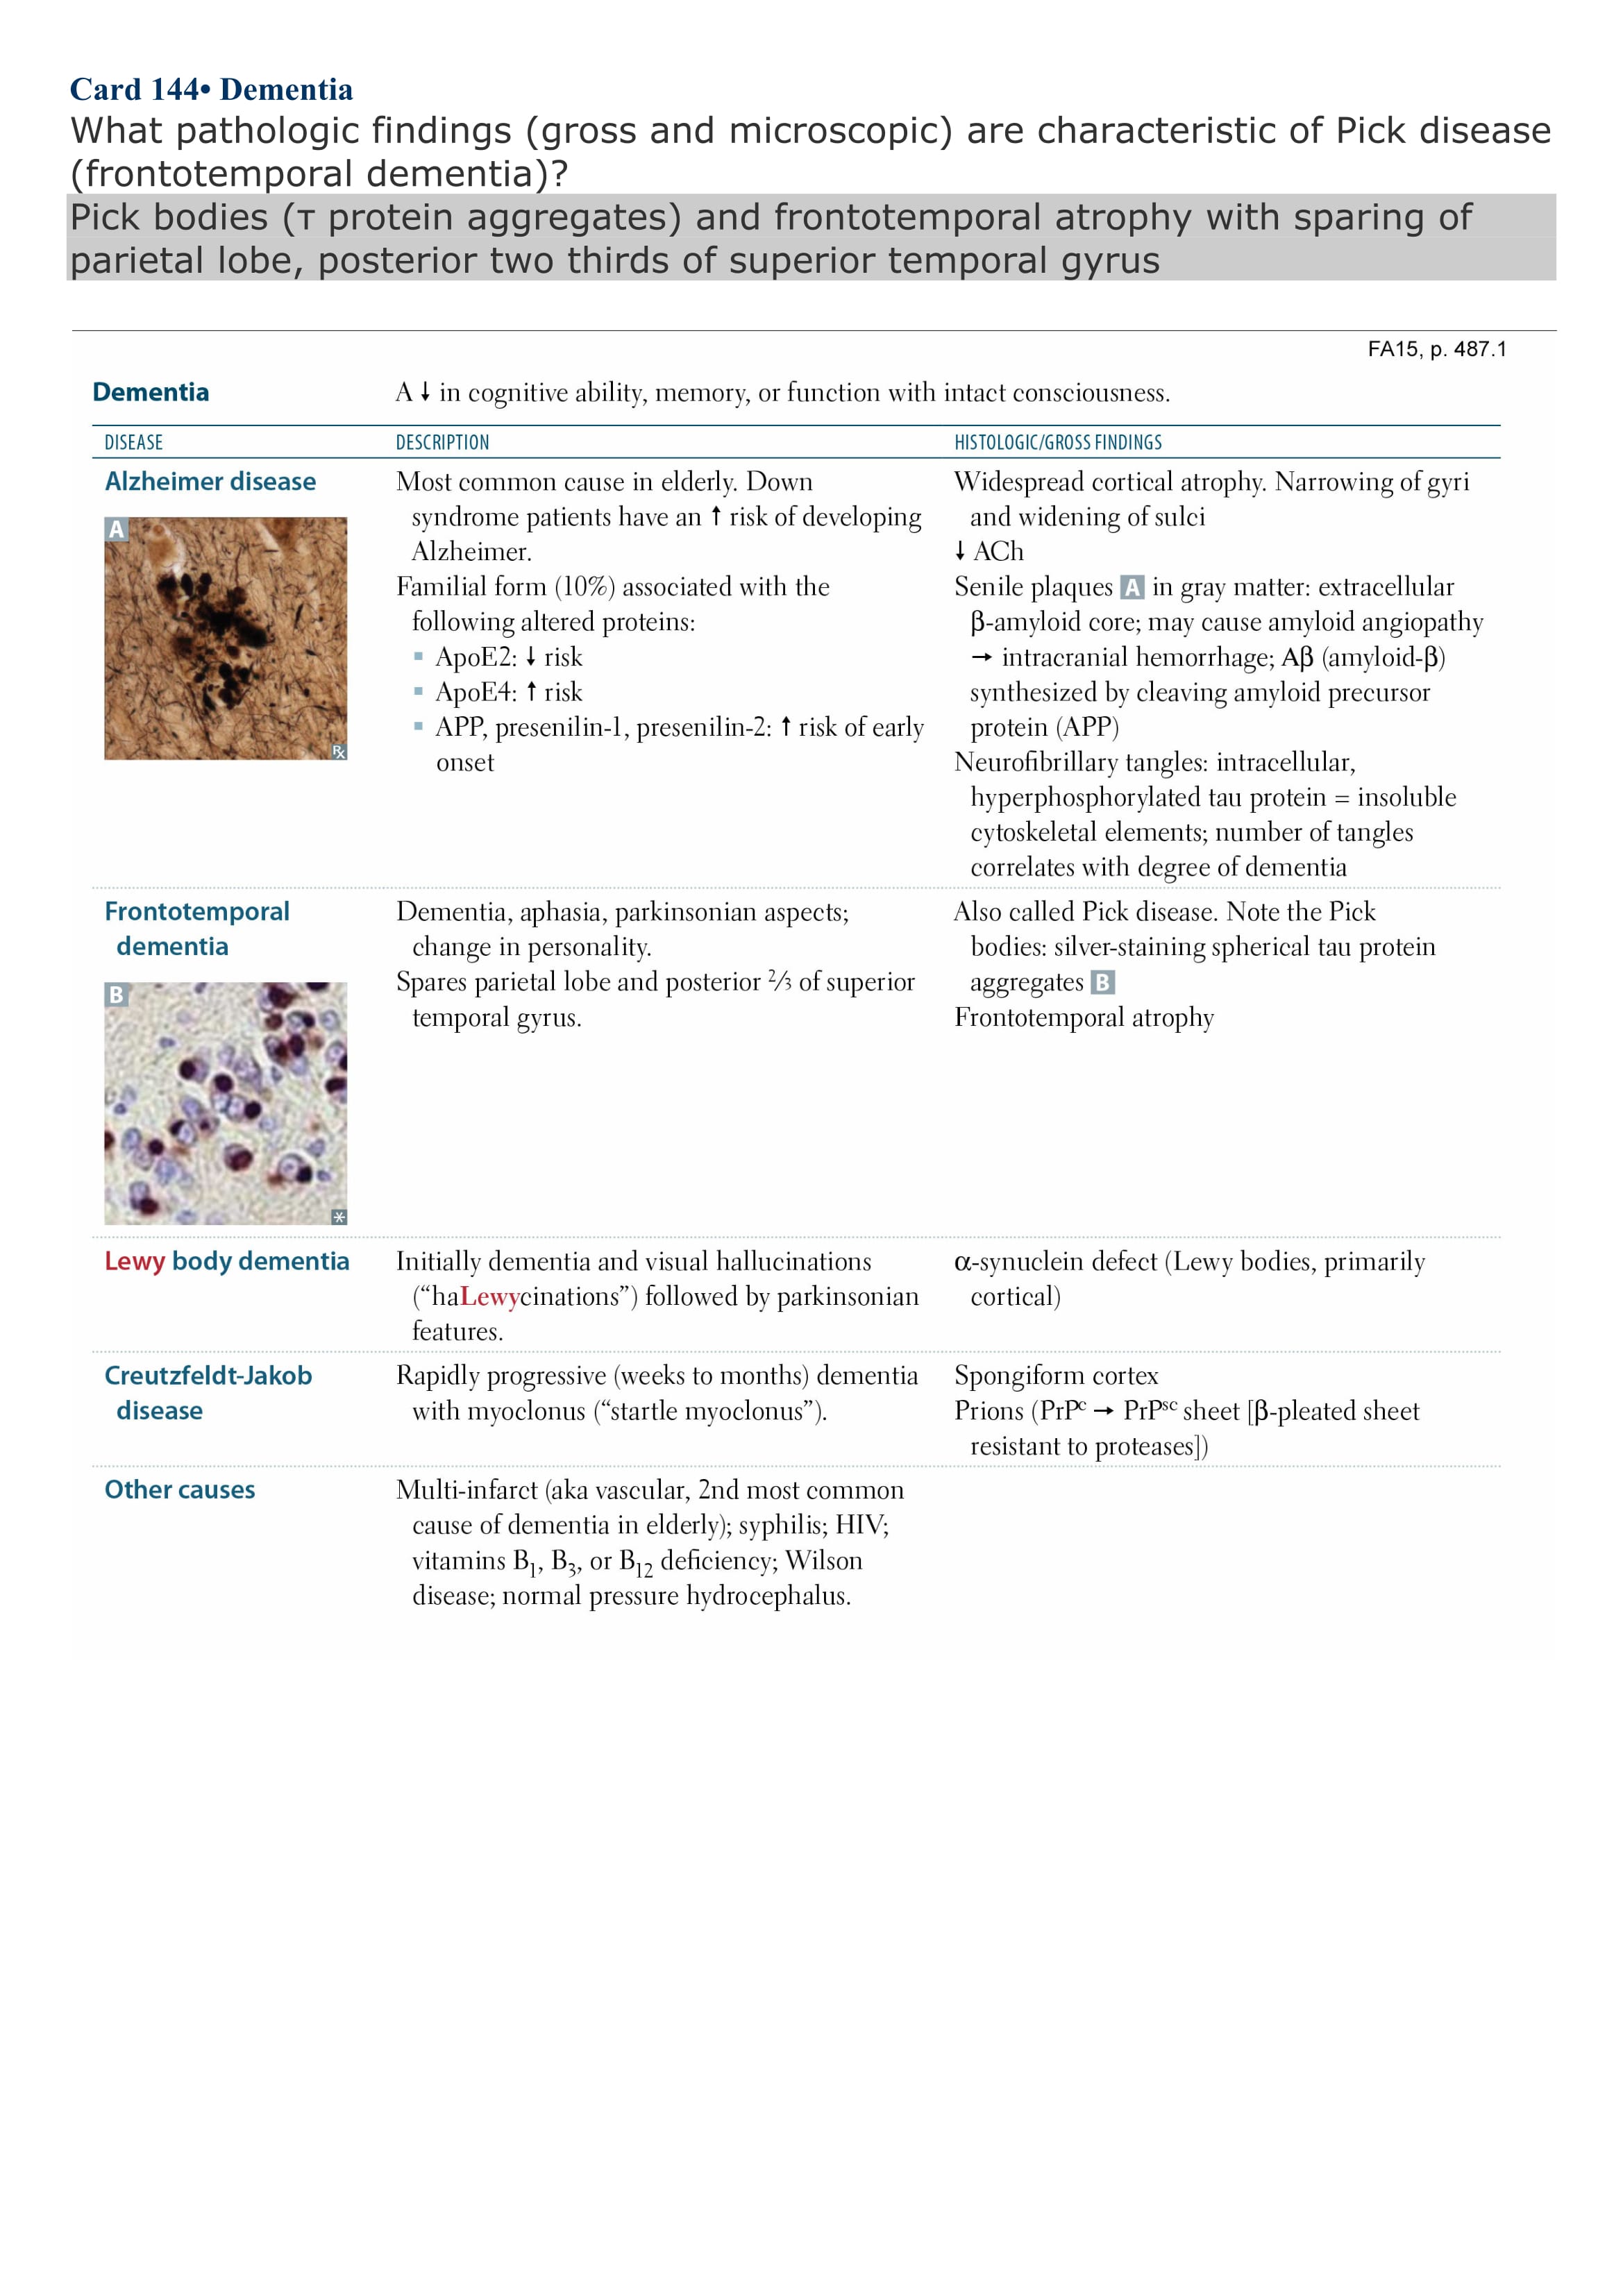 Card 144• Dementia
What pathologic findings (gross and microscopic) are characteristic of Pick disease
(frontotemporal dementia)?
Pick bodies (τ protein aggregates) and frontotemporal atrophy with sparing of
parietal lobe, posterior two thirds of superior temporal gyrus
FA15, p. 487.1
Dementia A ↓ in cognitive ability, memory, or function with intact consciousness.
DISEASE DESCRIPTION HISTOLOGIC/GROSS FINDINGS
Alzheimer disease
A
℞
Most common cause in elderly. Down
syndrome patients have an ↑ risk of developing
Alzheimer.
Familial form (10%) associated with the
following altered proteins:
▪ ApoE2: ↓ risk
▪ ApoE4: ↑ risk
▪ APP, presenilin-1, presenilin-2: ↑ risk of early
onset
Widespread cortical atrophy. Narrowing of gyri
and widening of sulci
↓ ACh
Senile plaques A in gray matter: extracellular
β-amyloid core; may cause amyloid angiopathy
→ intracranial hemorrhage; Aβ (amyloid-β)
synthesized by cleaving amyloid precursor
protein (APP)
Neurofibrillary tangles: intracellular,
hyperphosphorylated tau protein = insoluble
cytoskeletal elements; number of tangles
correlates with degree of dementia
Frontotemporal
dementia
B
*
Dementia, aphasia, parkinsonian aspects;
change in personality.
Spares parietal lobe and posterior ⅔ of superior
temporal gyrus.
Also called Pick disease. Note the Pick
bodies: silver-staining spherical tau protein
aggregates B
Frontotemporal atrophy
Lewy body dementia
Initially dementia and visual hallucinations
(“haLewycinations”) followed by parkinsonian
features.
α-synuclein defect (Lewy bodies, primarily
cortical)
Creutzfeldt-Jakob
disease
Rapidly progressive (weeks to months) dementia
with myoclonus (“startle myoclonus”).
Spongiform cortex
Prions (PrPᶜ → PrPˢᶜ sheet [β-pleated sheet
resistant to proteases])
Other causes
Multi-infarct (aka vascular, 2nd most common
cause of dementia in elderly); syphilis; HIV;
vitamins B₁, B₃, or B₁₂ deficiency; Wilson
disease; normal pressure hydrocephalus.